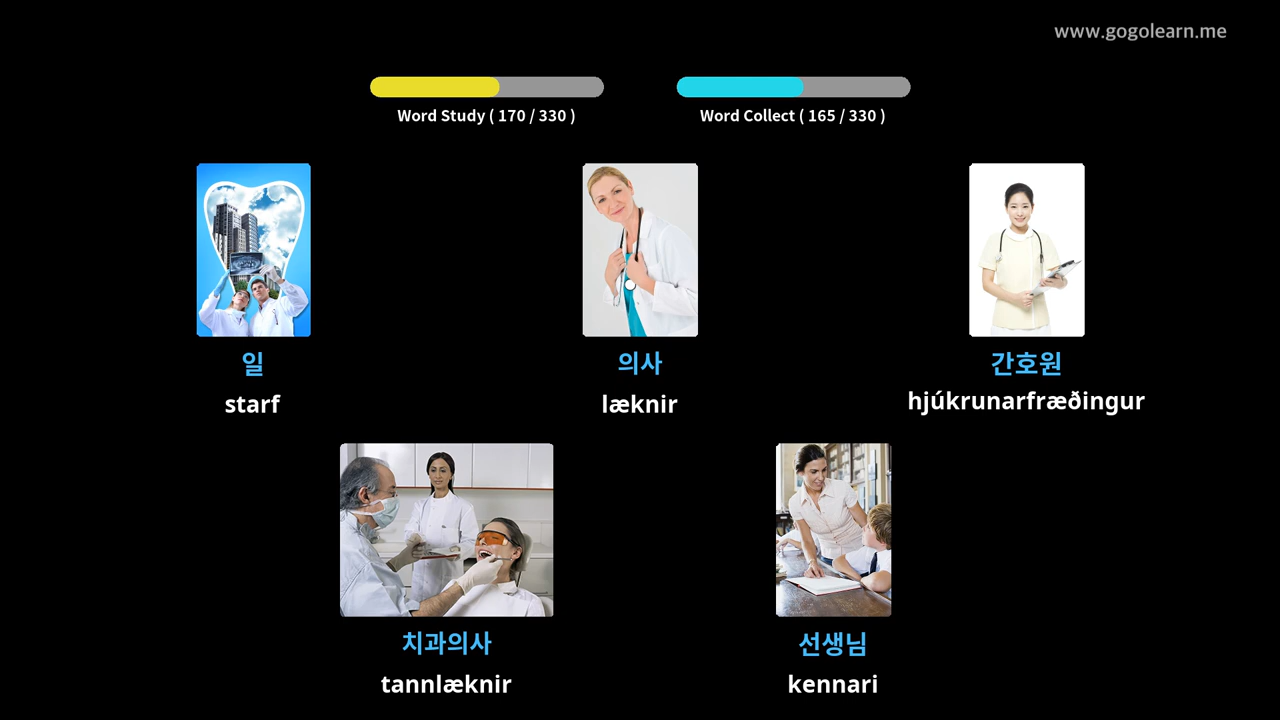 www.gogolearn.me
Word Study ( 170 / 330 )
Word Collect ( 165 / 330 )
일
starf
의사
læknir
간호원
hjúkrunarfræðingur
치과의사
tannlæknir
선생님
kennari